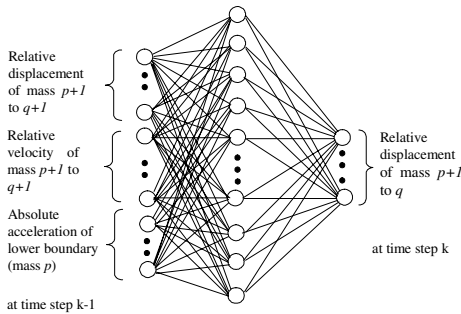 Relative
displacement
of mass p+1
to q+1
Relative
velocity of
mass p+1 to
q+1
Absolute
acceleration of
lower boundary
(mass p)
at time step k-1
Relative
displacement
of mass p+1
to q
at time step k